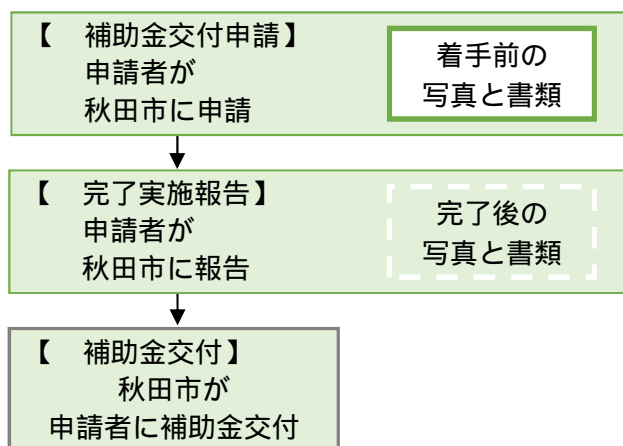 【　補助金交付申請】
申請者が
秋田市に申請
着手前の
写真と書類
【　完了実施報告】
申請者が
秋田市に報告
完了後の
写真と書類
【　補助金交付】
秋田市が
申請者に補助金交付